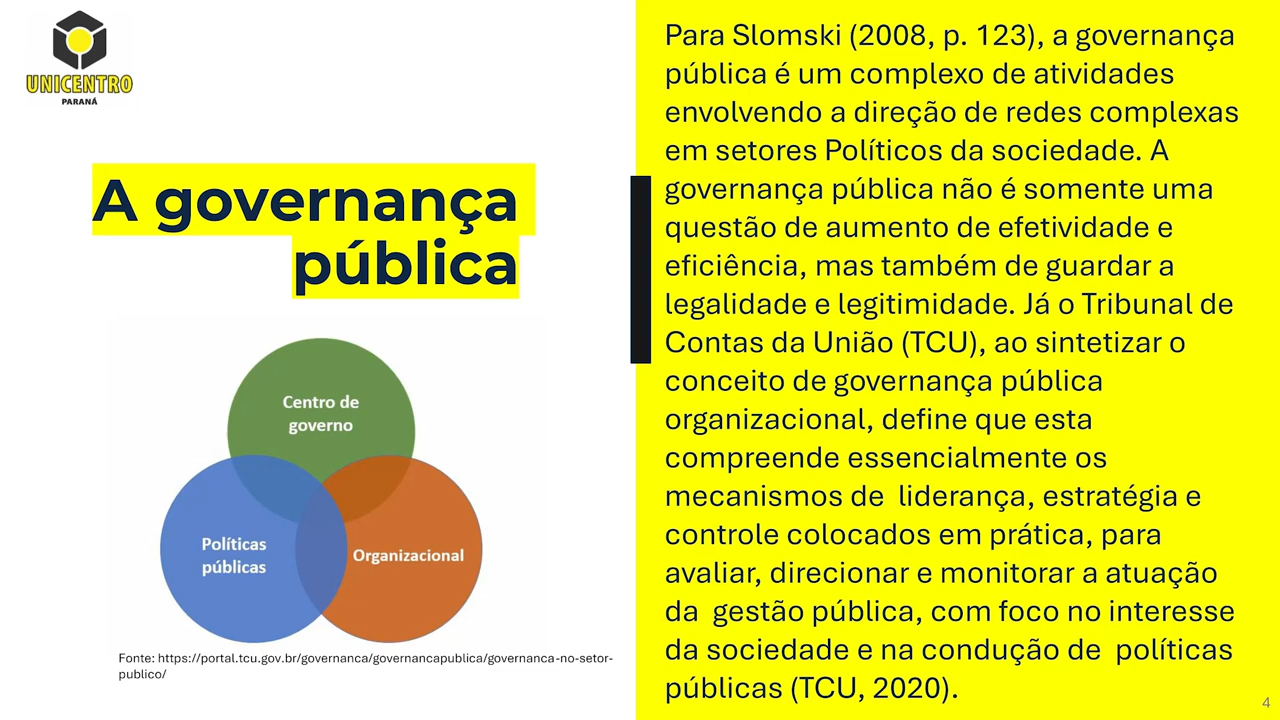 UNICENTRO
PARANÁ
A governança
pública
Centro de
governo
Políticas
públicas
Organizacional
Fonte: https://portal.tcu.gov.br/governanca/governancapublica/governanca-no-setor-
publico/
Para Slomski (2008, p. 123), a governança
pública é um complexo de atividades
envolvendo a direção de redes complexas
em setores Políticos da sociedade. A
governança pública não é somente uma
questão de aumento de efetividade e
eficiência, mas também de guardar a
legalidade e legitimidade. Já o Tribunal de
Contas da União (TCU), ao sintetizar o
conceito de governança pública
organizacional, define que esta
compreende essencialmente os
mecanismos de  liderança, estratégia e
controle colocados em prática, para
avaliar, direcionar e monitorar a atuação
da  gestão pública, com foco no interesse
da sociedade e na condução de  políticas
públicas (TCU, 2020).
4